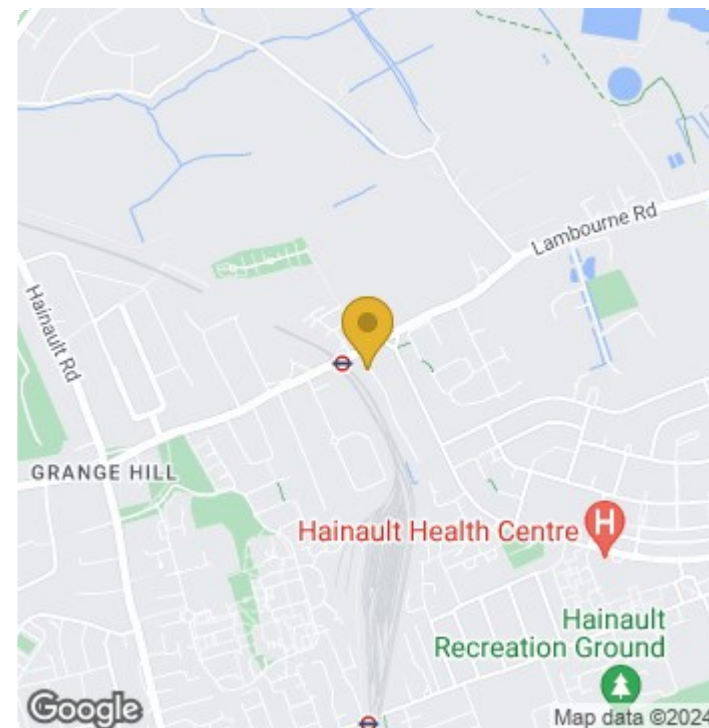 Lambourne Rd
Hainault Rd
GRANGE HILL
Hainault Health Centre
H
Hainault
Recreation Ground
Google
Map data ©2024